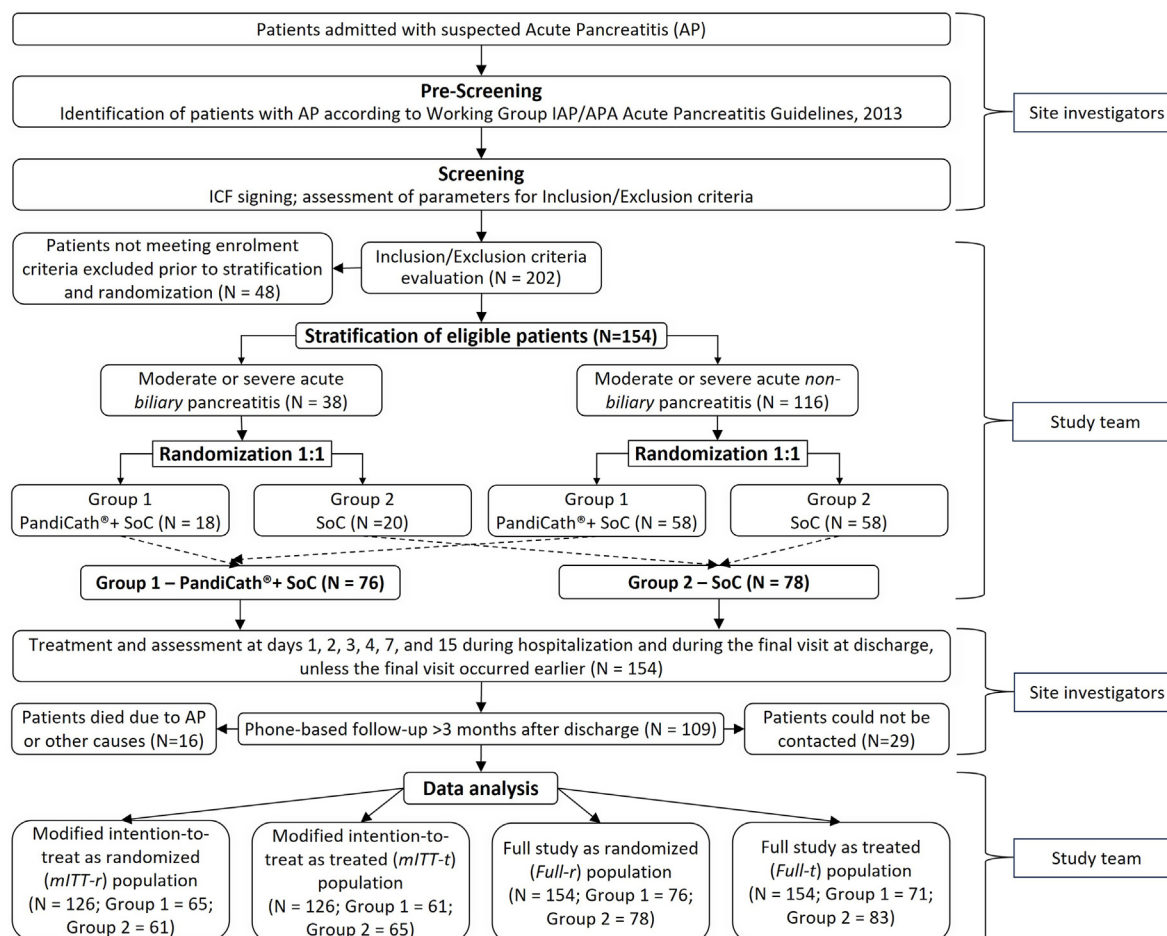 Patients admitted with suspected Acute Pancreatitis (AP)
Pre-Screening
Identification of patients with AP according to Working Group IAP/APA Acute Pancreatitis Guidelines, 2013
Site investigators
Screening
ICF signing; assessment of parameters for Inclusion/Exclusion criteria
Patients not meeting enrolment
criteria excluded prior to stratification
and randomization (N = 48)
Inclusion/Exclusion criteria
evaluation (N = 202)
Stratification of eligible patients (N=154)
Moderate or severe acute
biliary pancreatitis (N = 38)
Moderate or severe acute non-
biliary pancreatitis (N = 116)
Study team
Randomization 1:1
Randomization 1:1
Group 1
PandiCath®+ SoC (N = 18)
Group 2
SoC (N =20)
Group 1
PandiCath®+ SoC (N = 58)
Group 2
SoC (N = 58)
Group 1 – PandiCath®+ SoC (N = 76)
Group 2 – SoC (N = 78)
Treatment and assessment at days 1, 2, 3, 4, 7, and 15 during hospitalization and during the final visit at discharge,
unless the final visit occurred earlier (N = 154)
Site investigators
Patients died due to AP
or other causes (N=16)
Phone-based follow-up >3 months after discharge (N = 109)
Patients could not be
contacted (N=29)
Data analysis
Modified intention-to-
treat as randomized
(mITT-r) population
(N = 126; Group 1 = 65;
Group 2 = 61)
Modified intention-to-
treat as treated (mITT-t)
population
(N = 126; Group 1 = 61;
Group 2 = 65)
Full study as randomized
(Full-r) population
(N = 154; Group 1 = 76;
Group 2 = 78)
Full study as treated
(Full-t) population
(N = 154; Group 1 = 71;
Group 2 = 83)
Study team